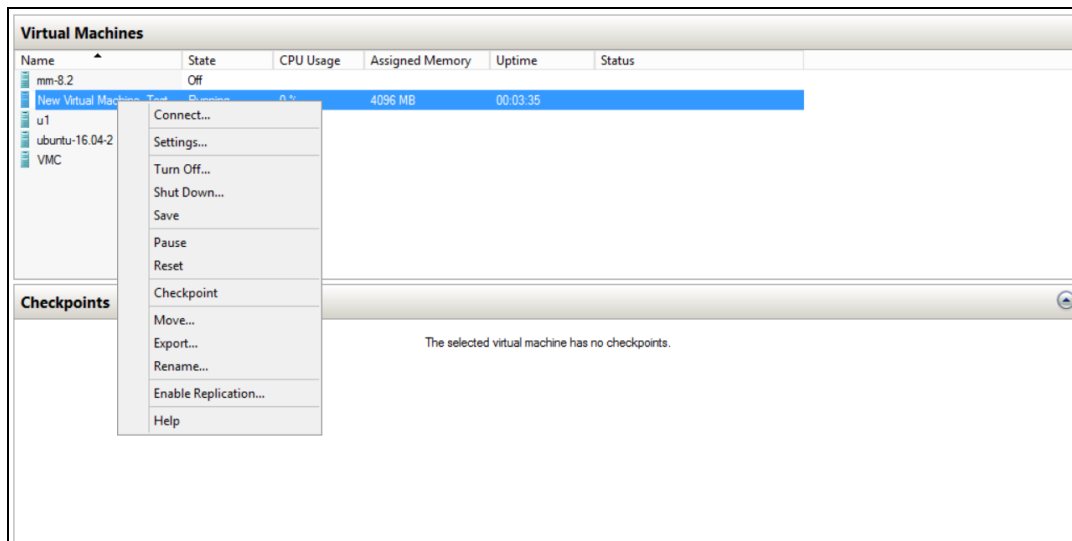 Virtual Machines
Name State CPU Usage Assigned Memory Uptime Status
mm-8.2 Off
New Virtual Machine_Test Running 0 % 4096 MB 00:03:35
u1
ubuntu-16.04-2
VMC
Connect...
Settings...
Turn Off...
Shut Down...
Save
Pause
Reset
Checkpoint
Move...
Export...
Rename...
Enable Replication...
Help
Checkpoints
The selected virtual machine has no checkpoints.